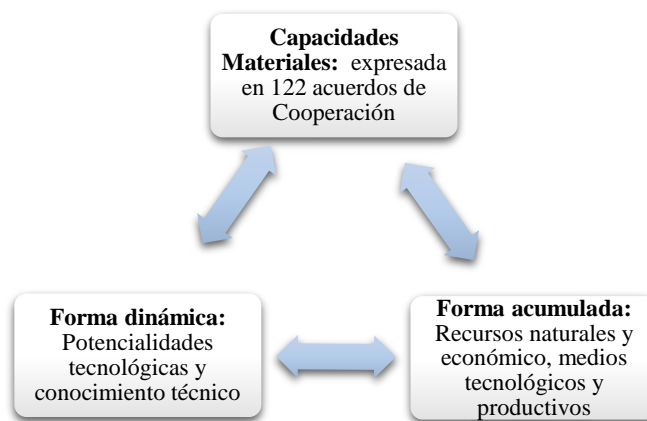 Capacidades
Materiales: expresada
en 122 acuerdos de
Cooperación
Forma dinámica:
Potencialidades
tecnológicas y
conocimiento técnico
Forma acumulada:
Recursos naturales y
económico, medios
tecnológicos y
productivos